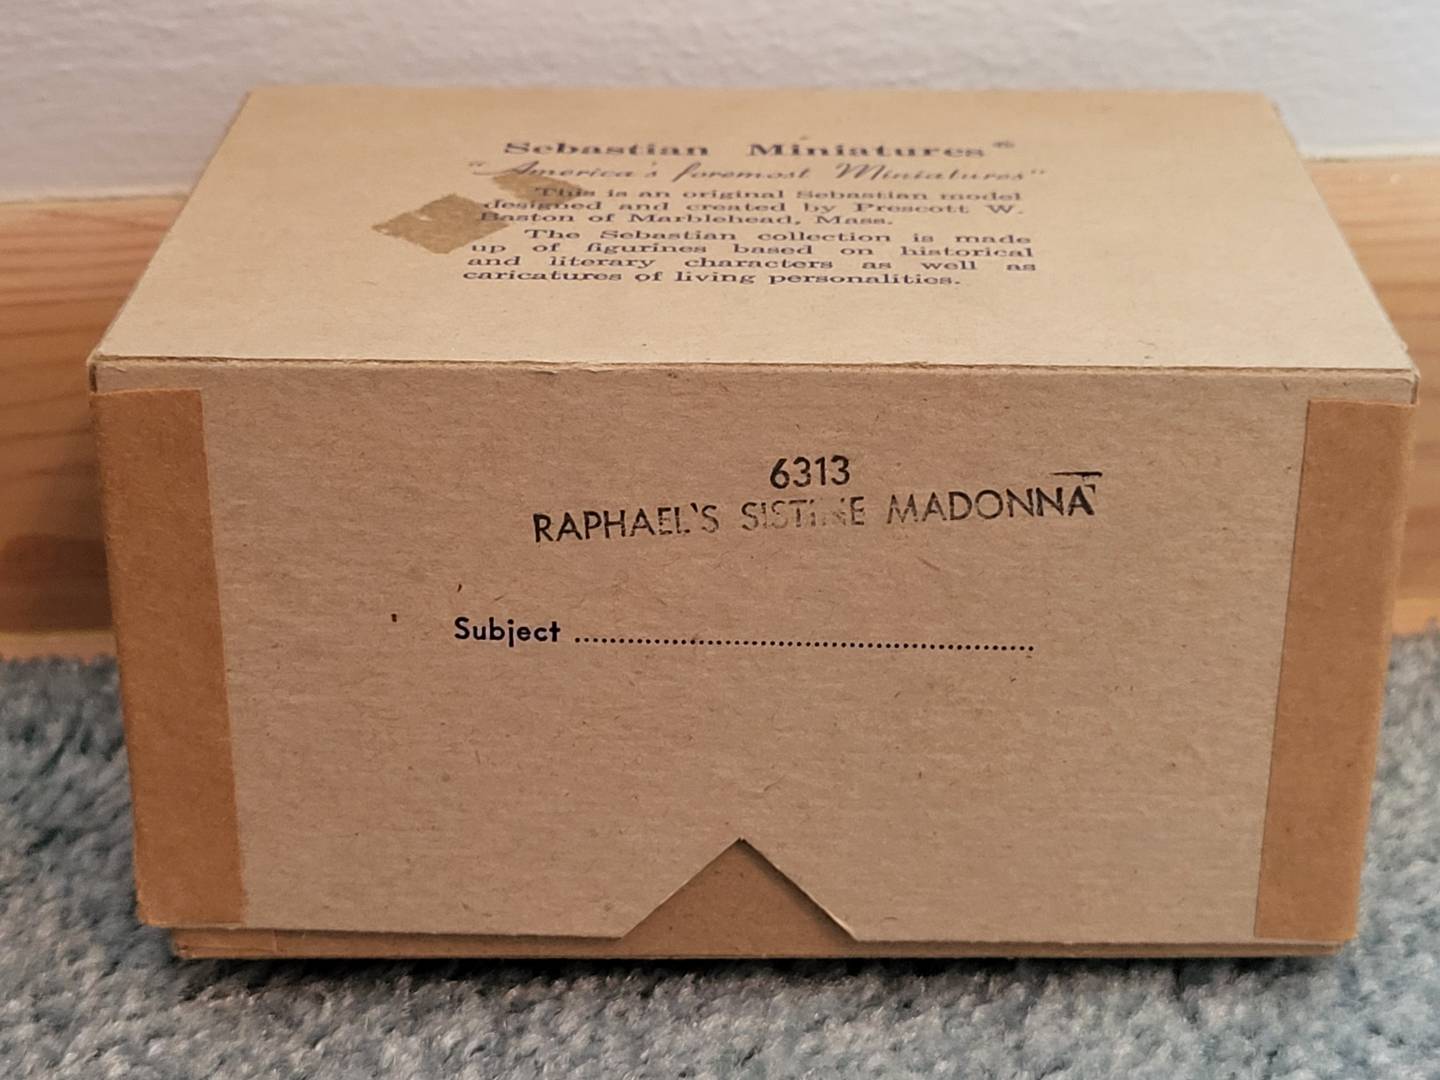 Sebastian Miniatures®
"America's foremost Miniatures"
This is an original Sebastian model
designed and created by Prescott W.
Baston of Marblehead, Mass.
The Sebastian collection is made
up of figurines based on historical
and literary characters as well as
caricatures of living personalities.
6313
RAPHAEL'S SISTINE MADONNA
Subject ....................................................